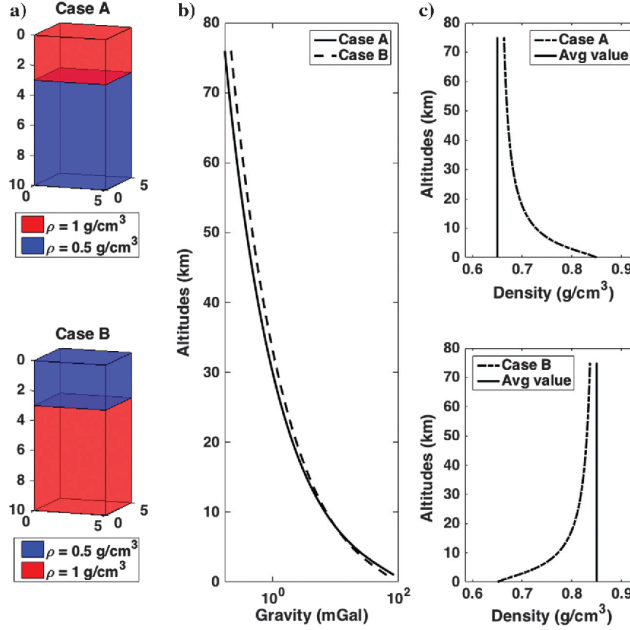 a)
Case A
0
2
4
6
8
10
0
5
0
5
ρ = 1 g/cm³
ρ = 0.5 g/cm³
Case B
0
2
4
6
8
10
0
5
0
5
ρ = 0.5 g/cm³
ρ = 1 g/cm³
b)
80
70
60
50
40
30
20
10
0
Altitudes (km)
Case A
Case B
10⁰
10²
Gravity (mGal)
c)
80
70
60
50
40
30
20
10
0
Altitudes (km)
Case A
Avg value
0.6
0.7
0.8
0.9
Density (g/cm³)
80
70
60
50
40
30
20
10
0
Altitudes (km)
Case B
Avg value
0.6
0.7
0.8
0.9
Density (g/cm³)